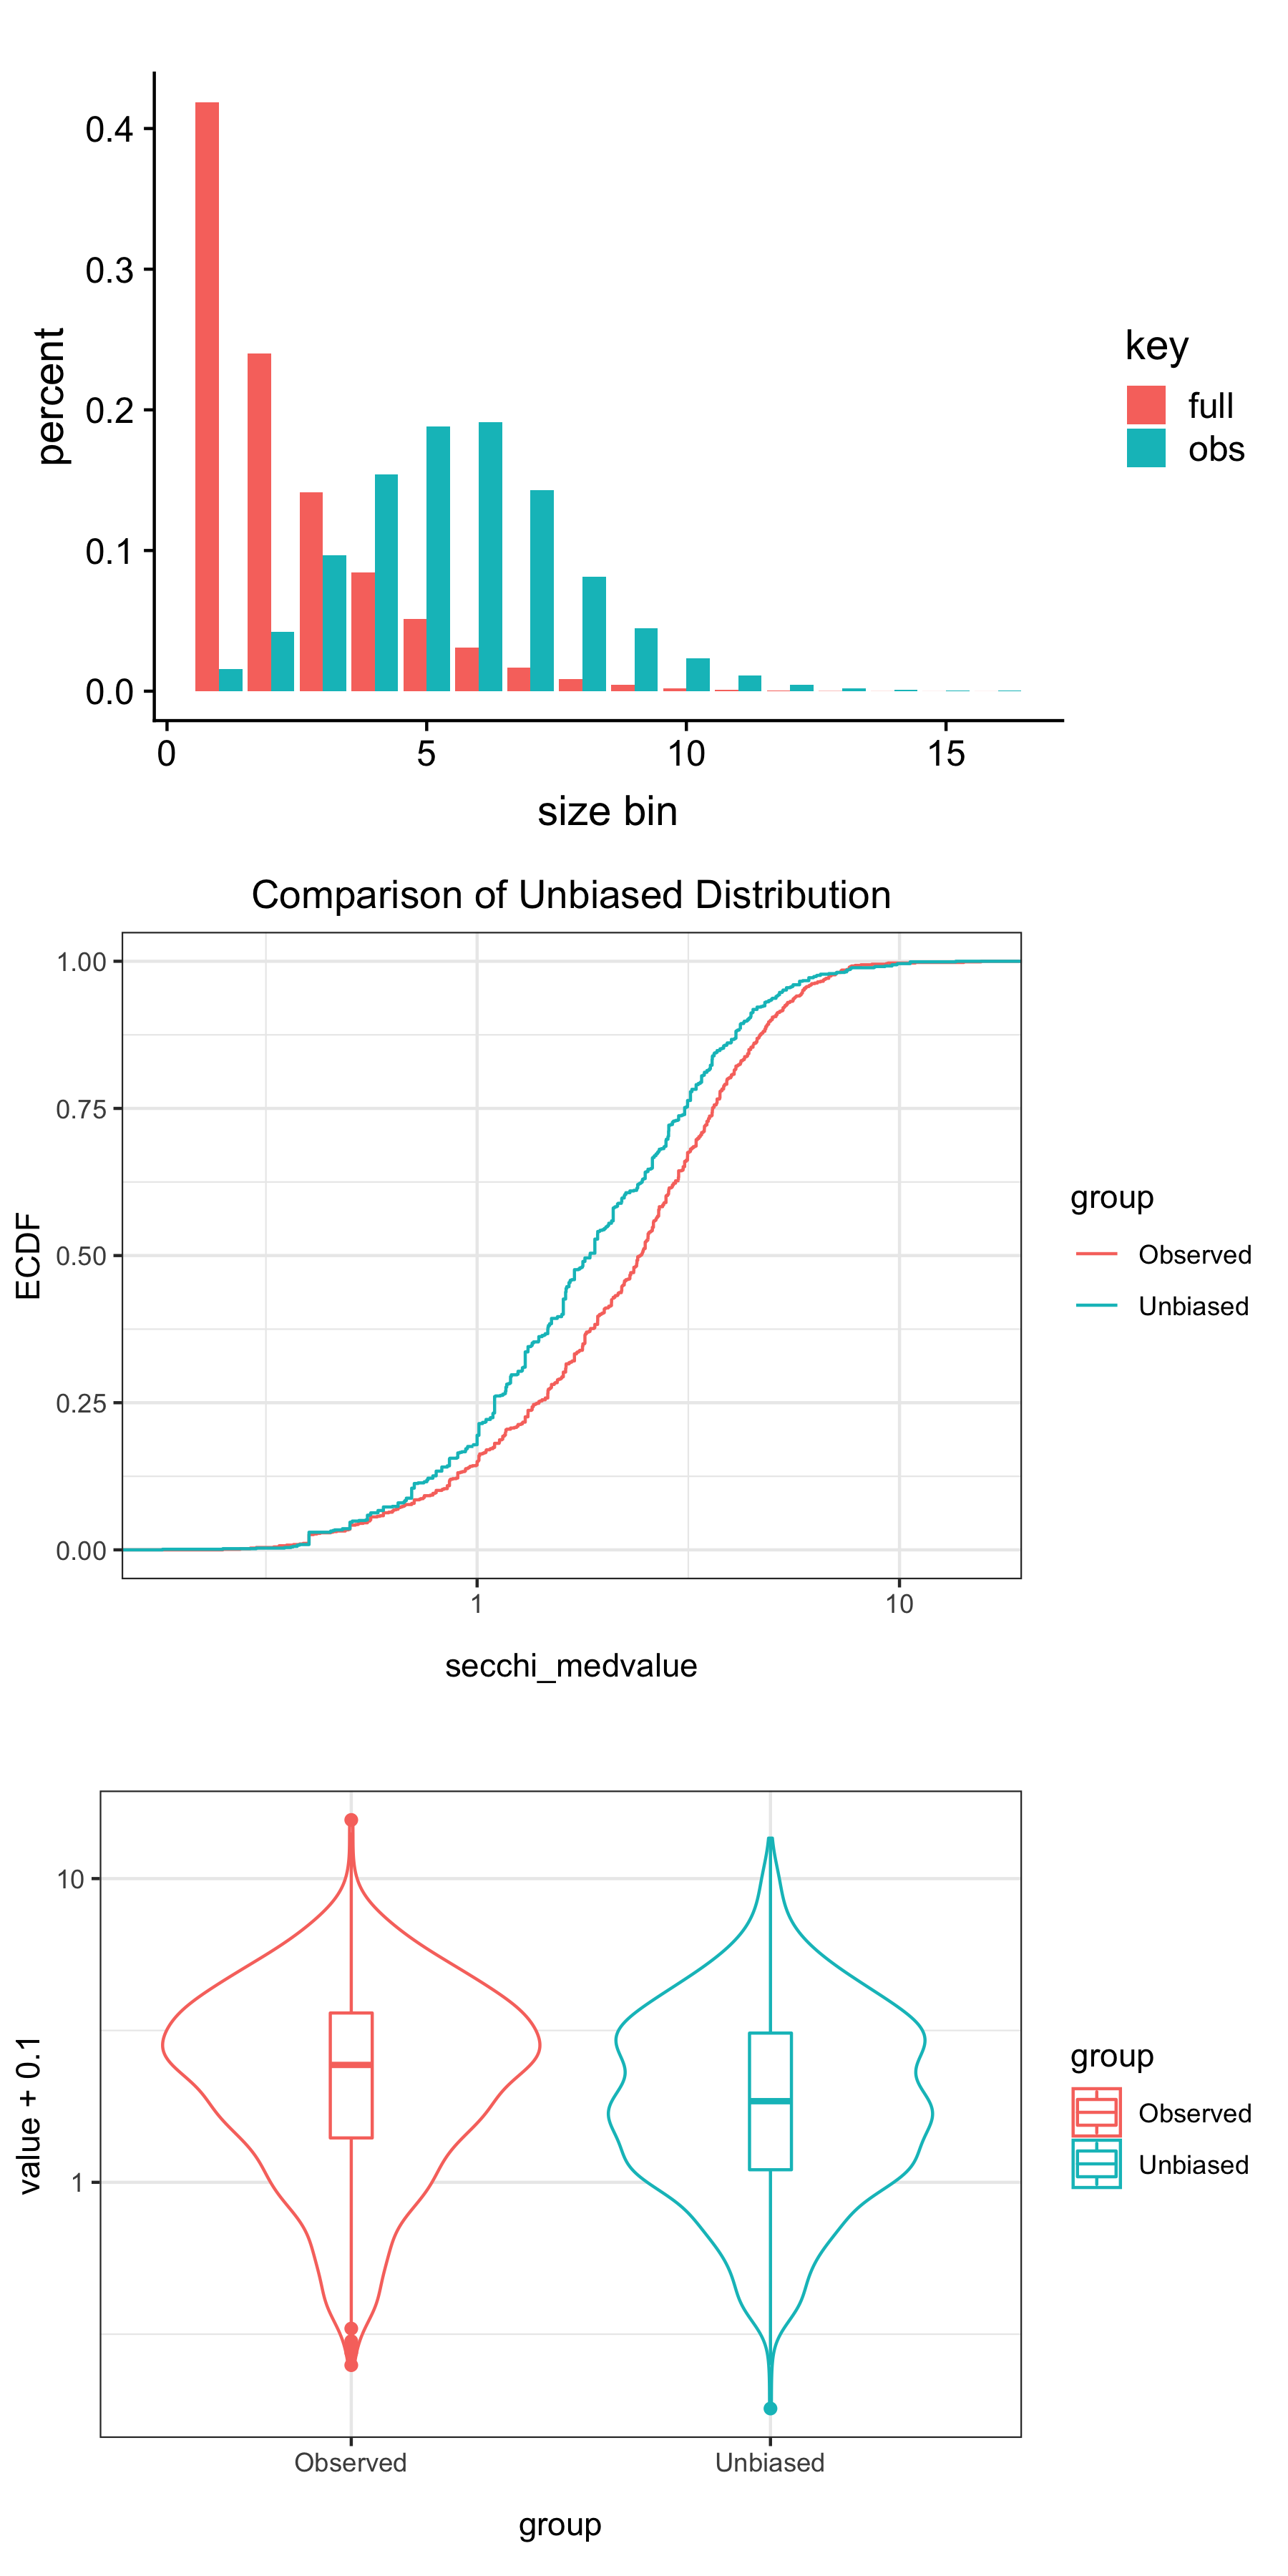 0.4
0.3
0.2
0.1
0.0
percent
0 5 10 15
size bin
key
full
obs
Comparison of Unbiased Distribution
1.00
0.75
0.50
0.25
0.00
ECDF
1 10
secchi_medvalue
group
Observed
Unbiased
10
1
value + 0.1
Observed Unbiased
group
group
Observed
Unbiased